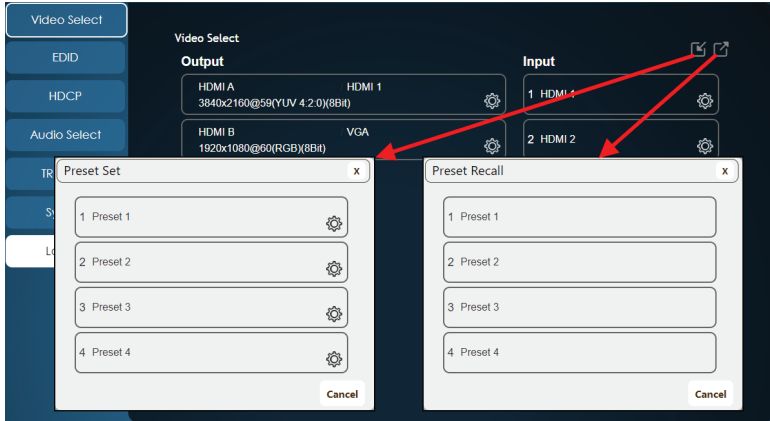 Video Select
EDID
HDCP
Audio Select
TR
Sy
Lo
Video Select
Output
Input
HDMI A HDMI 1
3840x2160@59(YUV 4:2:0)(8Bit)
HDMI B VGA
1920x1080@60(RGB)(8Bit)
1 HDMI 1
2 HDMI 2
Preset Set x
1 Preset 1
2 Preset 2
3 Preset 3
4 Preset 4
Cancel
Preset Recall x
1 Preset 1
2 Preset 2
3 Preset 3
4 Preset 4
Cancel